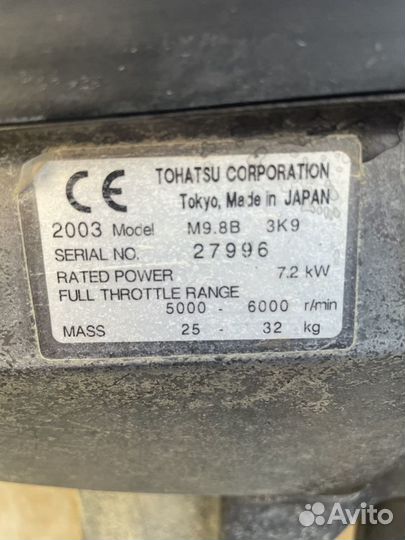 CE TOHATSU CORPORATION
Tokyo, Made in JAPAN
2003 Model M9.8B 3K9
SERIAL NO. 27996
RATED POWER 7.2 kW
FULL THROTTLE RANGE
5000 - 6000 r/min
MASS 25 - 32 kg
Avito